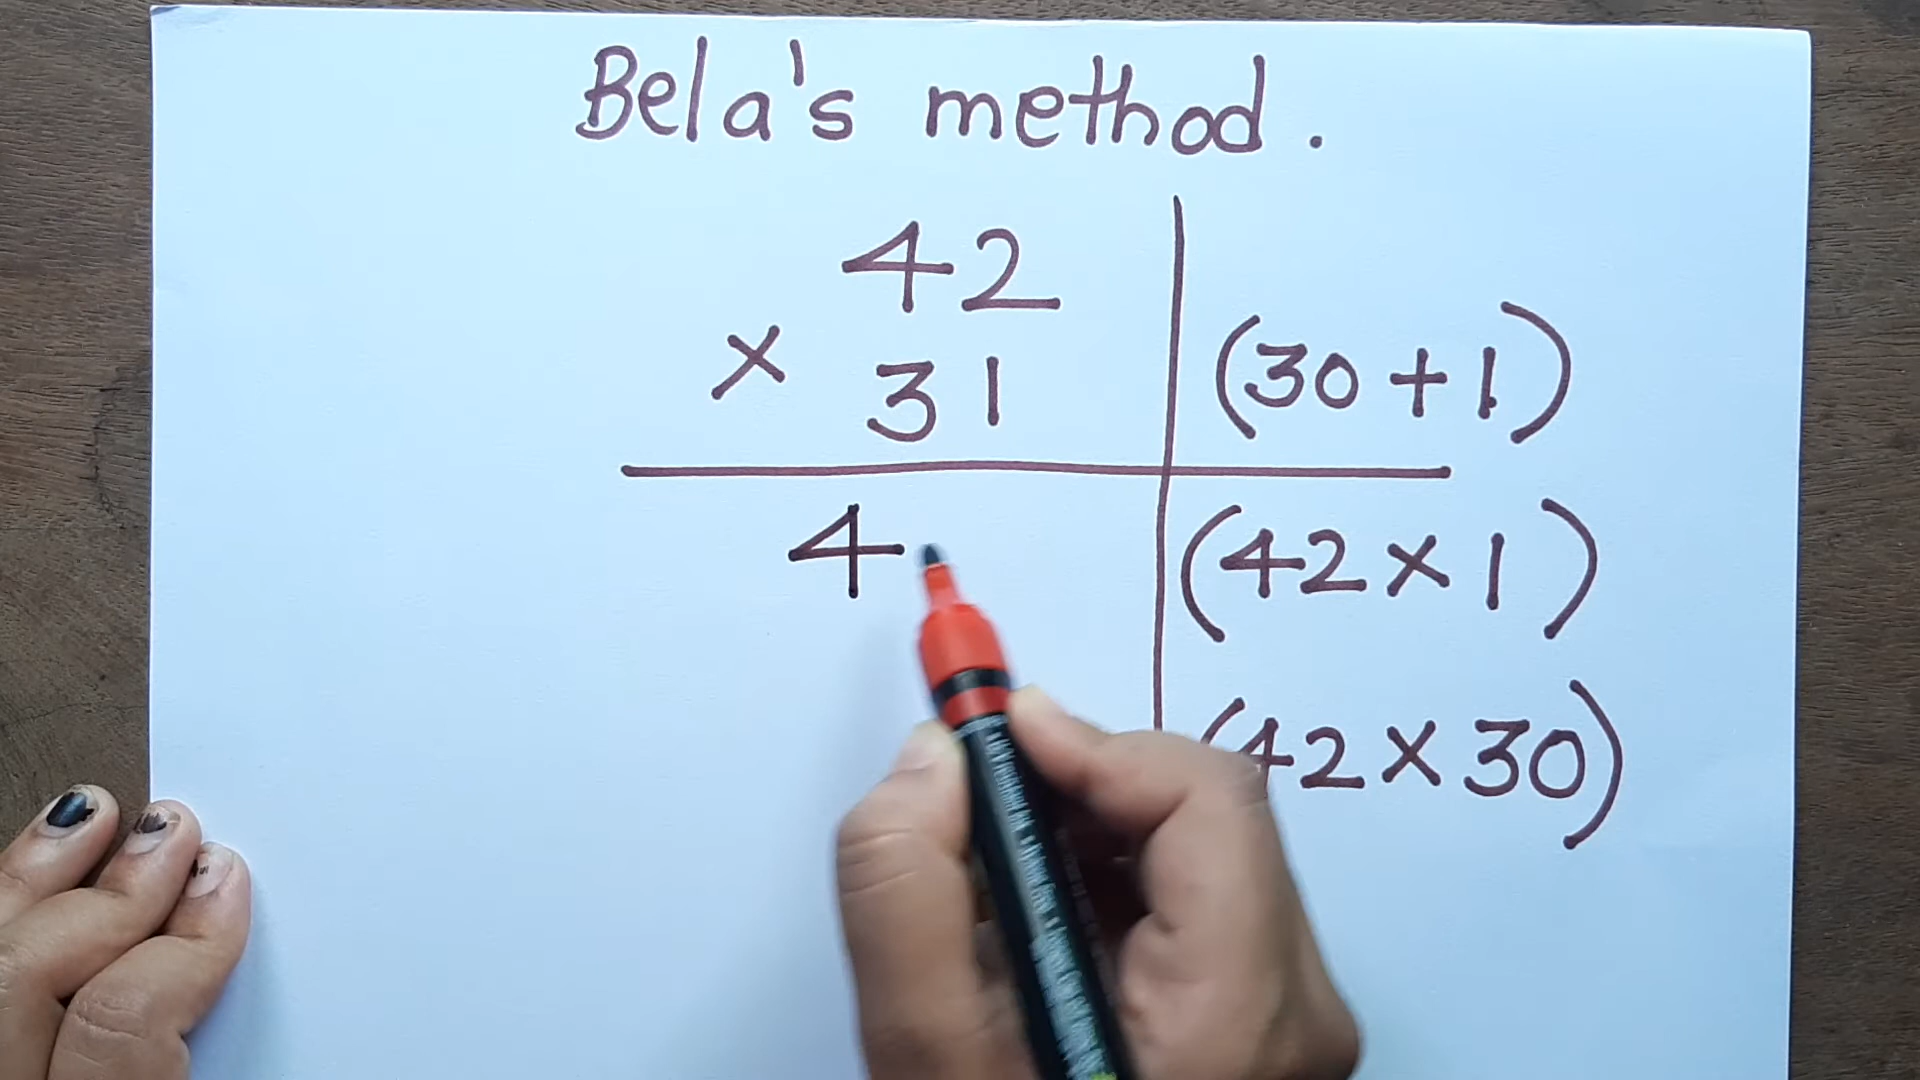 Bela's method.
42
× 31 (30 + 1)
4 (42 × 1)
(42 × 30)